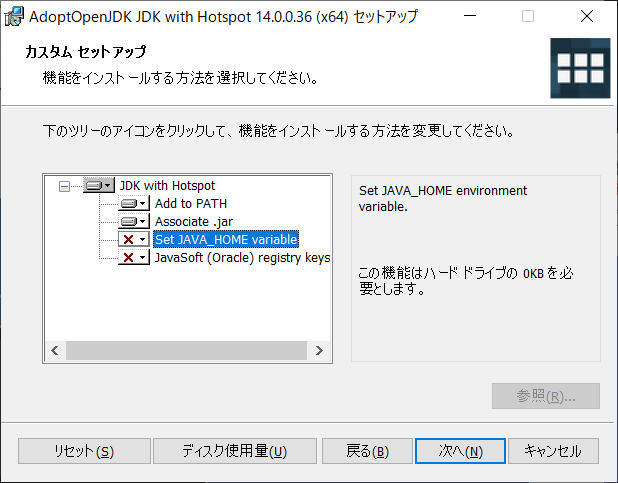 AdoptOpenJDK JDK with Hotspot 14.0.0.36 (x64) セットアップ
カスタム セットアップ
機能をインストールする方法を選択してください。
下のツリーのアイコンをクリックして、機能をインストールする方法を変更してください。
JDK with Hotspot
Add to PATH
Associate .jar
Set JAVA_HOME variable
JavaSoft (Oracle) registry keys
Set JAVA_HOME environment
variable.
この機能はハード ドライブの 0KB を必
要とします。
参照(R)...
リセット(S)
ディスク使用量(U)
戻る(B)
次へ(N)
キャンセル